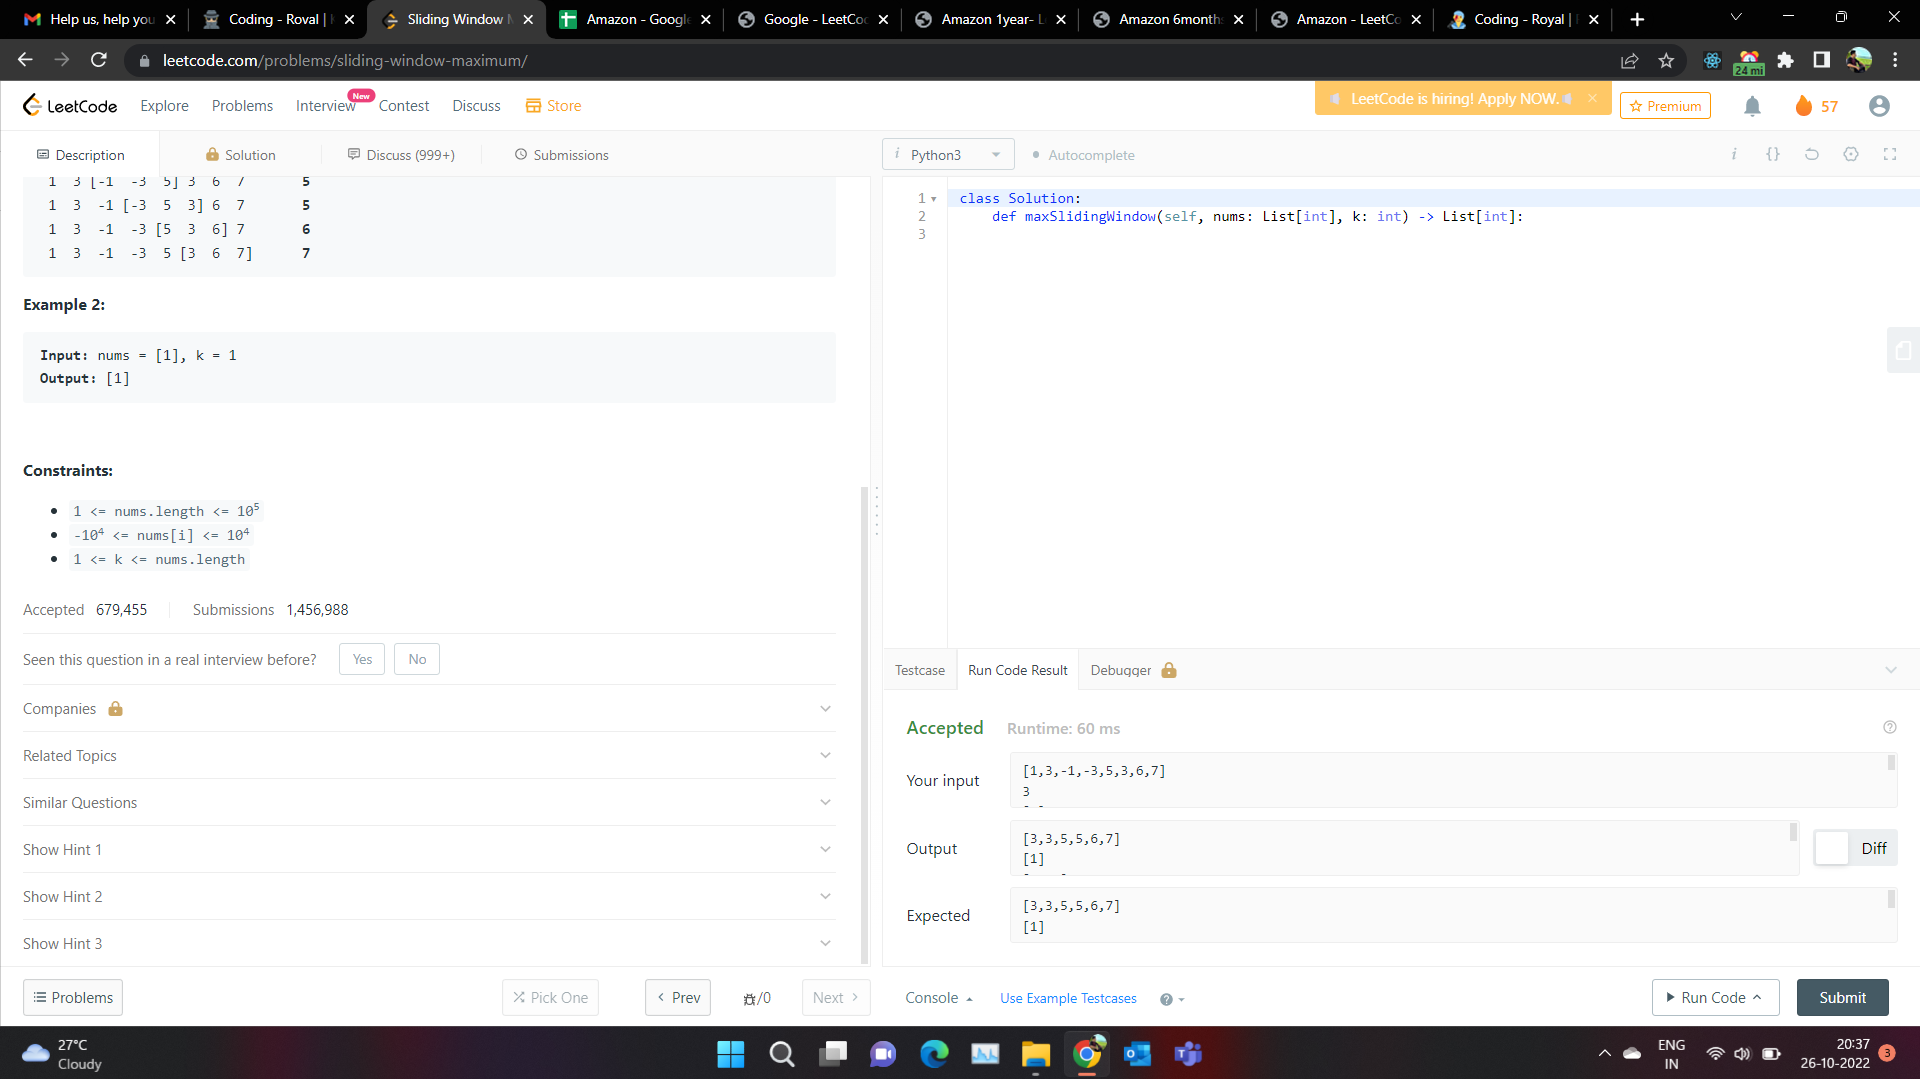 Help us, help you
Coding - Royal |
Sliding Window M
Amazon - Google
Google - LeetCo
Amazon 1year- L
Amazon 6months
Amazon - LeetCo
Coding - Royal |
leetcode.com/problems/sliding-window-maximum/
24 mi
LeetCode
Explore
Problems
Interview
New
Contest
Discuss
Store
LeetCode is hiring! Apply NOW.
Premium
57
Description
Solution
Discuss (999+)
Submissions
1 3 [-1 -3 5] 3 6 7 5
1 3 -1 [-3 5 3] 6 7 5
1 3 -1 -3 [5 3 6] 7 6
1 3 -1 -3 5 [3 6 7] 7
Example 2:
Input: nums = [1], k = 1
Output: [1]
Constraints:
1 <= nums.length <= 10⁵
-10⁴ <= nums[i] <= 10⁴
1 <= k <= nums.length
Accepted 679,455
Submissions 1,456,988
Seen this question in a real interview before?
Yes
No
Companies
Related Topics
Similar Questions
Show Hint 1
Show Hint 2
Show Hint 3
Problems
Pick One
Prev
/0
Next
i Python3
Autocomplete
i {}
1 class Solution:
2 def maxSlidingWindow(self, nums: List[int], k: int) -> List[int]:
3
Testcase
Run Code Result
Debugger
Accepted
Runtime: 60 ms
Your input
[1,3,-1,-3,5,3,6,7]
3
Output
[3,3,5,5,6,7]
[1]
Diff
Expected
[3,3,5,5,6,7]
[1]
Console
Use Example Testcases
Run Code
Submit
27°C
Cloudy
ENG
IN
20:37
26-10-2022
3